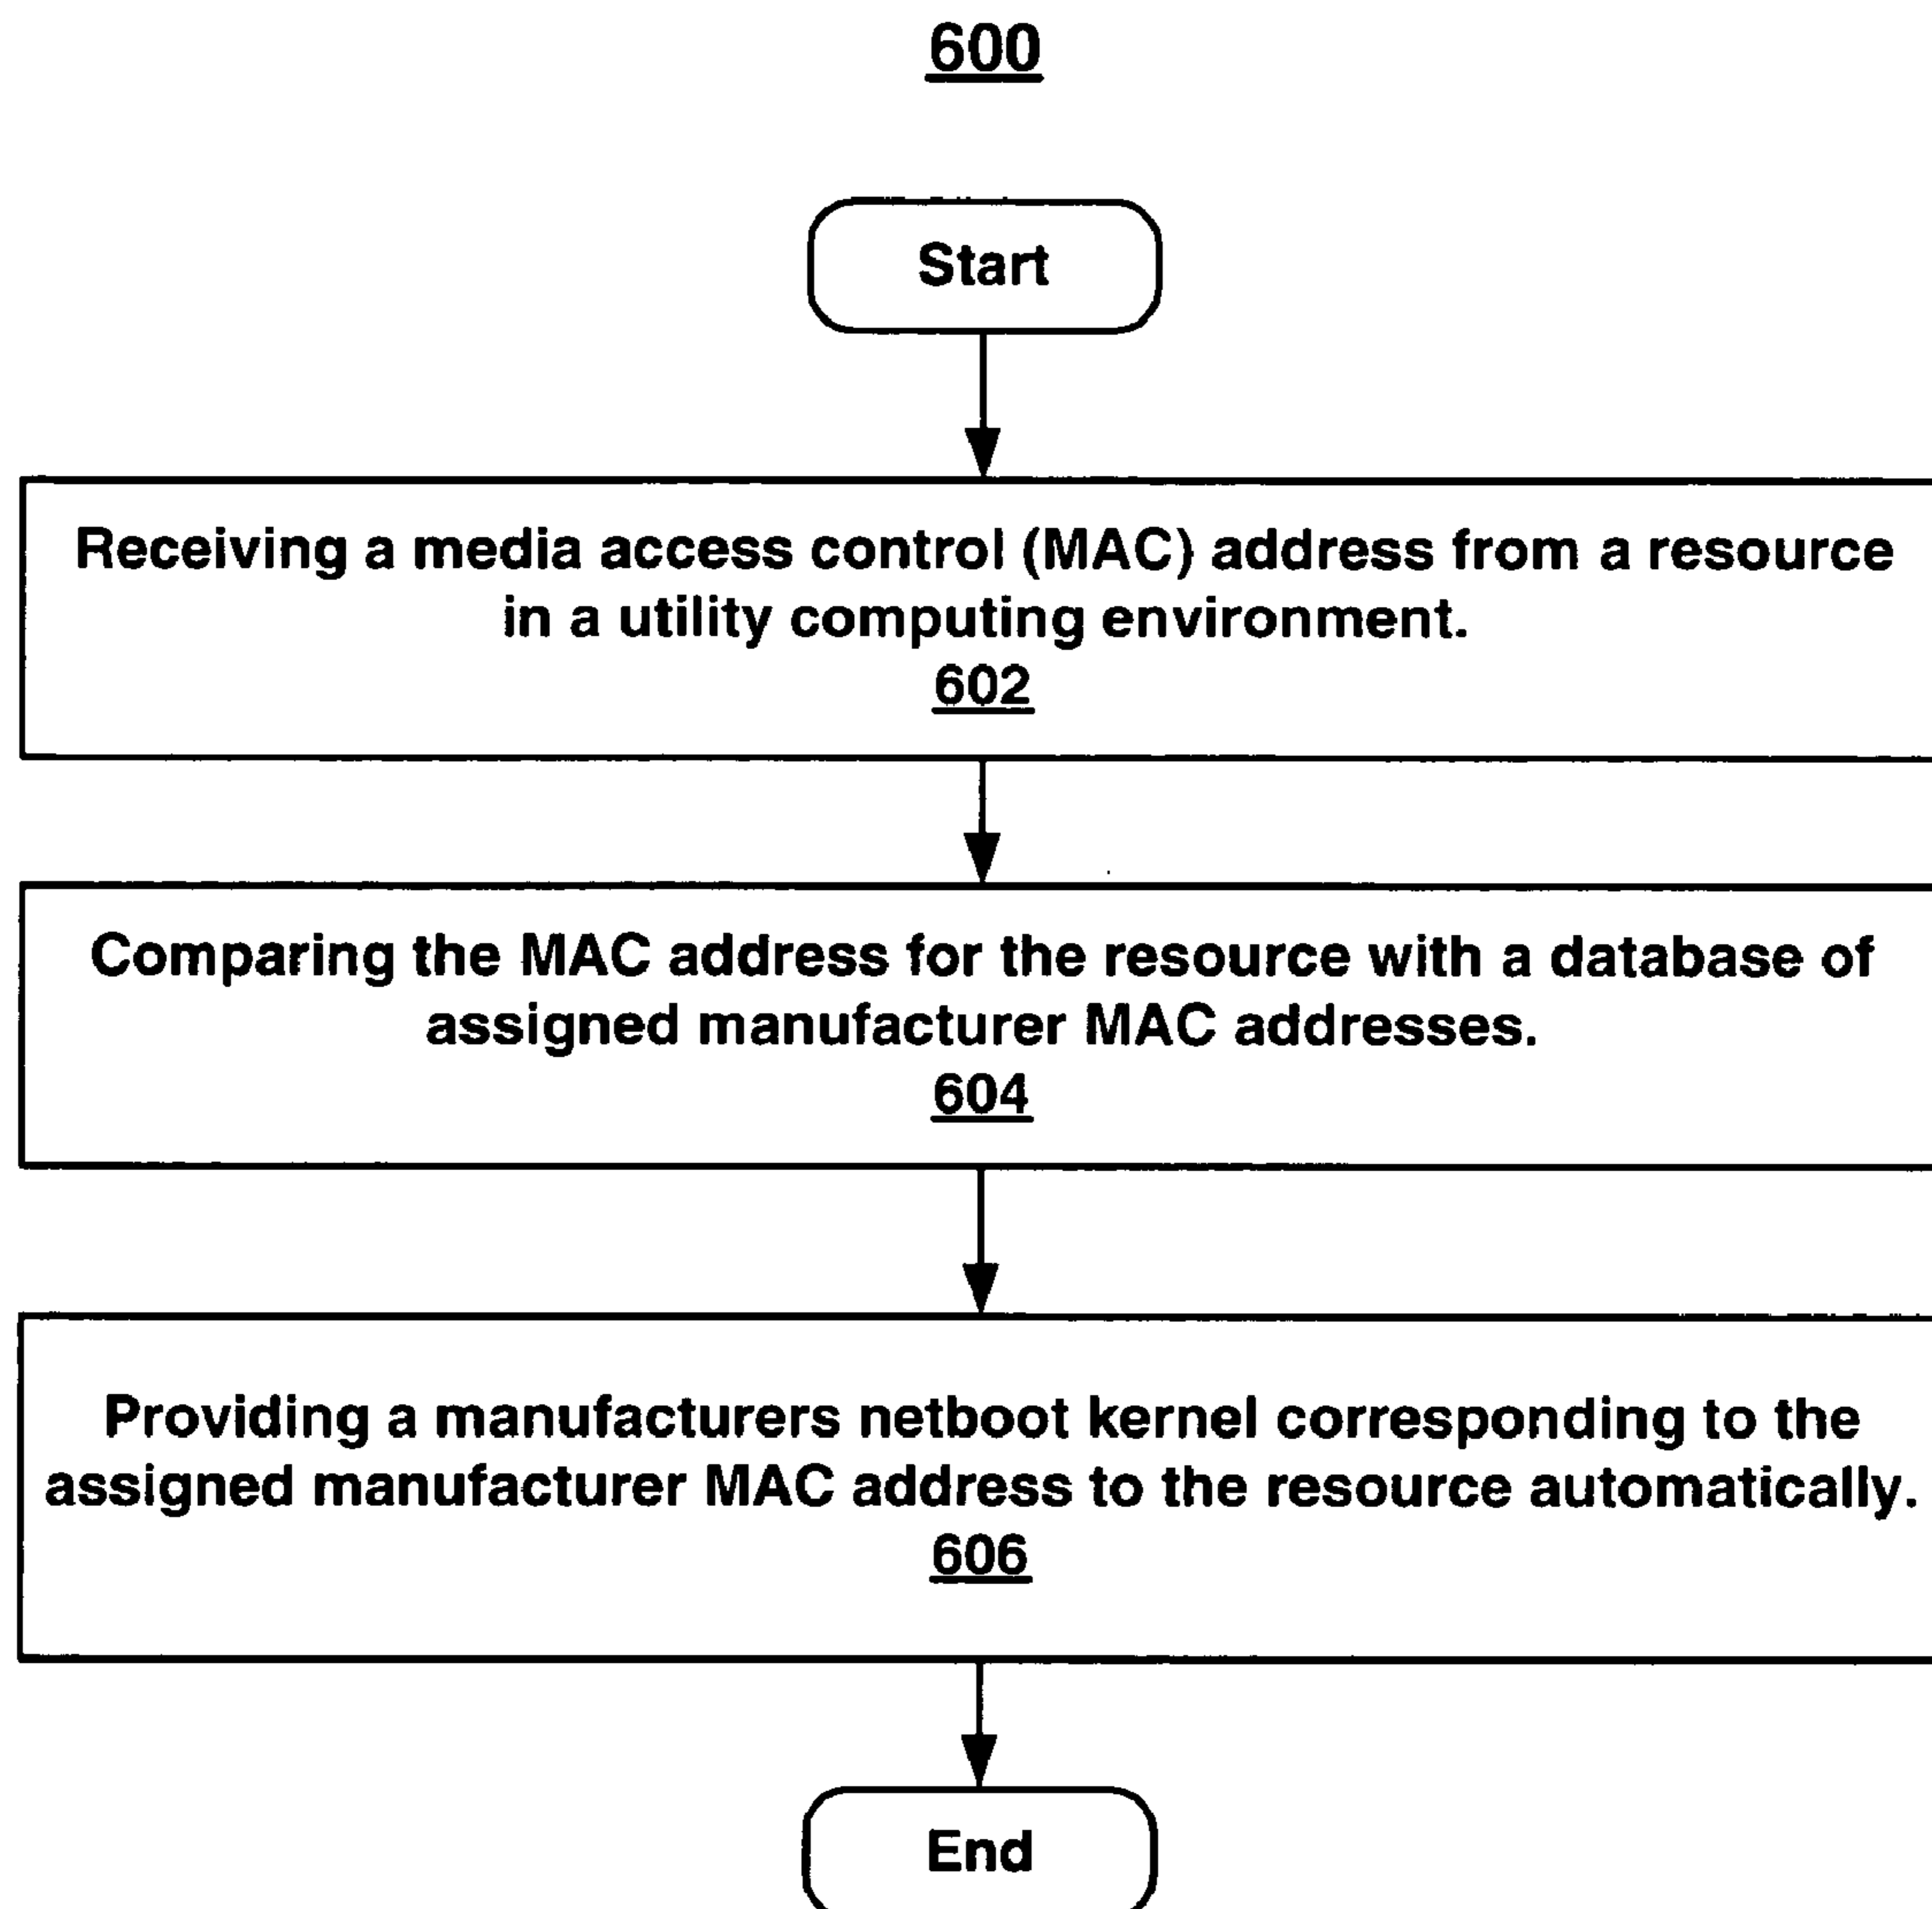 600
Start
Receiving a media access control (MAC) address from a resource
in a utility computing environment.
602
Comparing the MAC address for the resource with a database of
assigned manufacturer MAC addresses.
604
Providing a manufacturers netboot kernel corresponding to the
assigned manufacturer MAC address to the resource automatically.
606
End